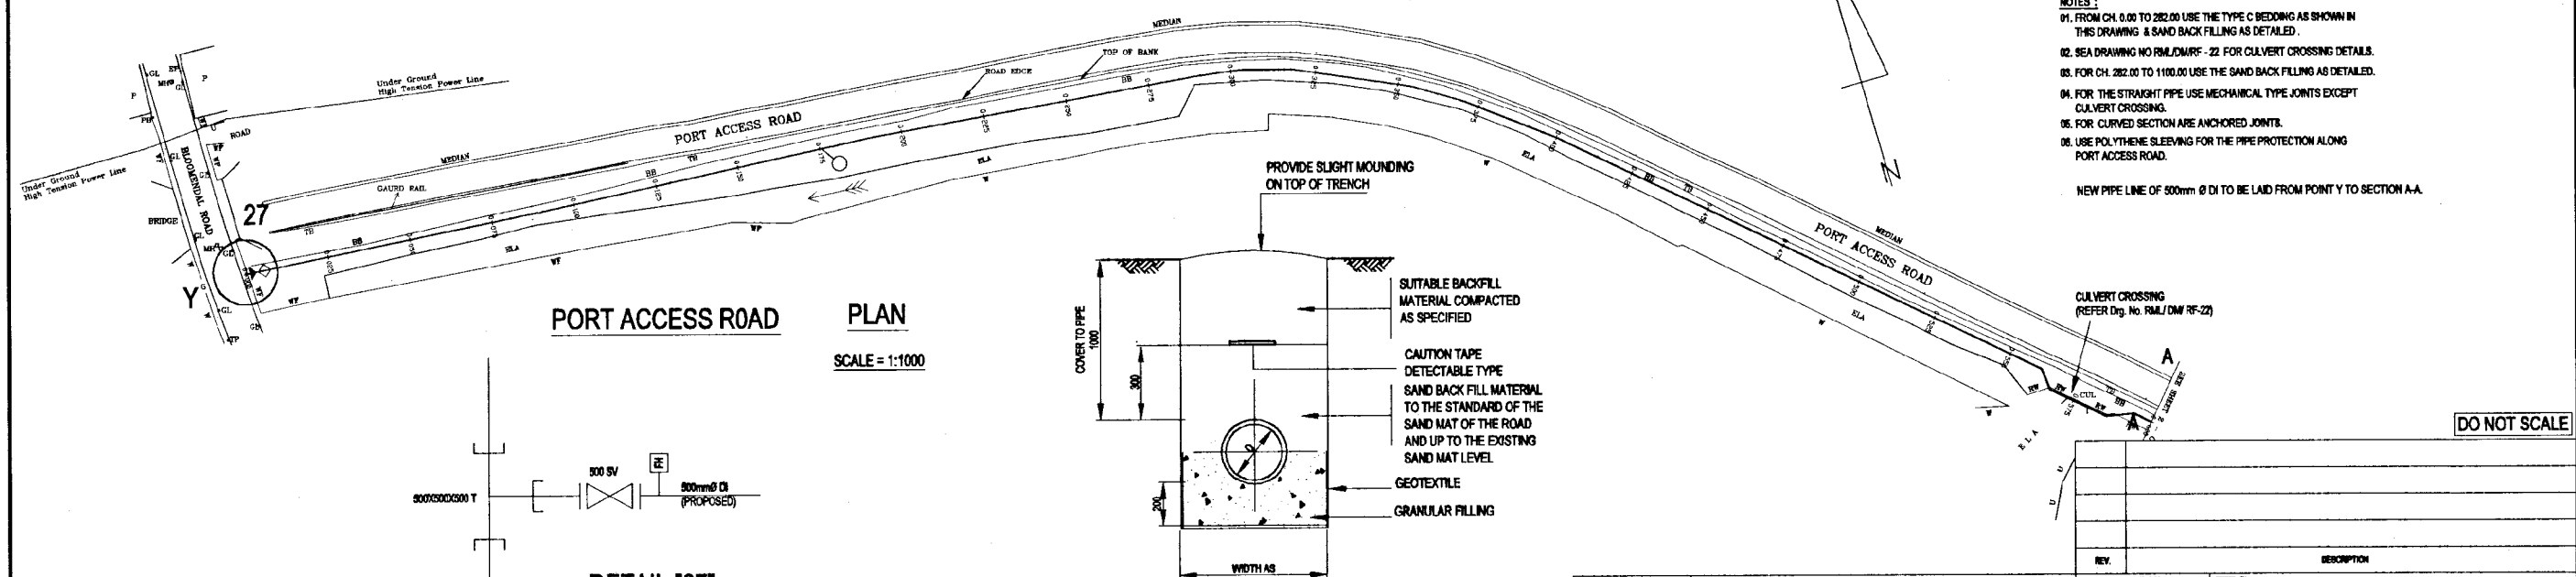 NOTES :
01. FROM CH. 0.00 TO 282.00 USE THE TYPE C BEDDING AS SHOWN IN
THIS DRAWING & SAND BACK FILLING AS DETAILED .
02. SEA DRAWING NO RML/DM/RF - 22 FOR CULVERT CROSSING DETAILS.
03. FOR CH. 282.00 TO 1100.00 USE THE SAND BACK FILLING AS DETAILED.
04. FOR THE STRAIGHT PIPE USE MECHANICAL TYPE JOINTS EXCEPT
CULVERT CROSSING.
05. FOR CURVED SECTION ARE ANCHORED JOINTS.
06. USE POLYTHENE SLEEVING FOR THE PIPE PROTECTION ALONG
PORT ACCESS ROAD.
NEW PIPE LINE OF 500mm Ø DI TO BE LAID FROM POINT Y TO SECTION A-A.
MEDIAN
TOP OF BANK
ROAD EDGE
Under Ground
High Tension Power Line
PORT ACCESS ROAD
MEDIAN
GAURD RAIL
Under Ground
High Tension Power Line
ROAD
BLOOMENDAL ROAD
BRIDGE
27
Y
N
PORT ACCESS ROAD
MEDIAN
ELA
ELA
ELA
ELA
ELA
PORT ACCESS ROAD
PLAN
SCALE = 1:1000
PROVIDE SLIGHT MOUNDING
ON TOP OF TRENCH
COVER TO PIPE
1000
300
200
D
SUITABLE BACKFILL
MATERIAL COMPACTED
AS SPECIFIED
CAUTION TAPE
DETECTABLE TYPE
SAND BACK FILL MATERIAL
TO THE STANDARD OF THE
SAND MAT OF THE ROAD
AND UP TO THE EXISTING
SAND MAT LEVEL
GEOTEXTILE
GRANULAR FILLING
WIDTH AS
500X500X500 T
500 SV
FH
500mmØ DI
(PROPOSED)
CULVERT CROSSING
(REFER Drg. No. RML/ DM/ RF-22)
A
CUL
A
DO NOT SCALE
REV.
DESCRIPTION